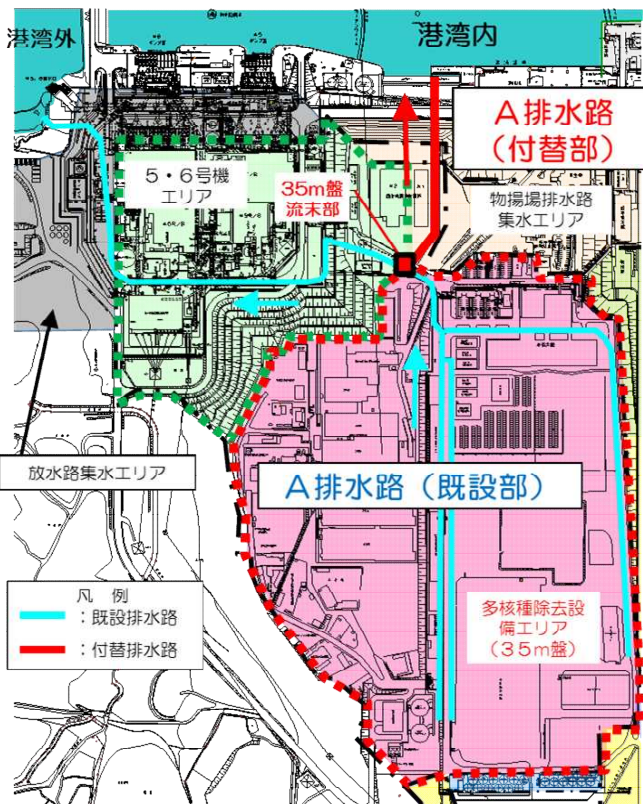 港湾外
港湾内
A排水路
（付替部）
5・6号機
エリア
35m盤
流末部
物揚場排水路
集水エリア
放水路集水エリア
A排水路（既設部）
凡　例
：既設排水路
：付替排水路
多核種除去設
備エリア
（35m盤）